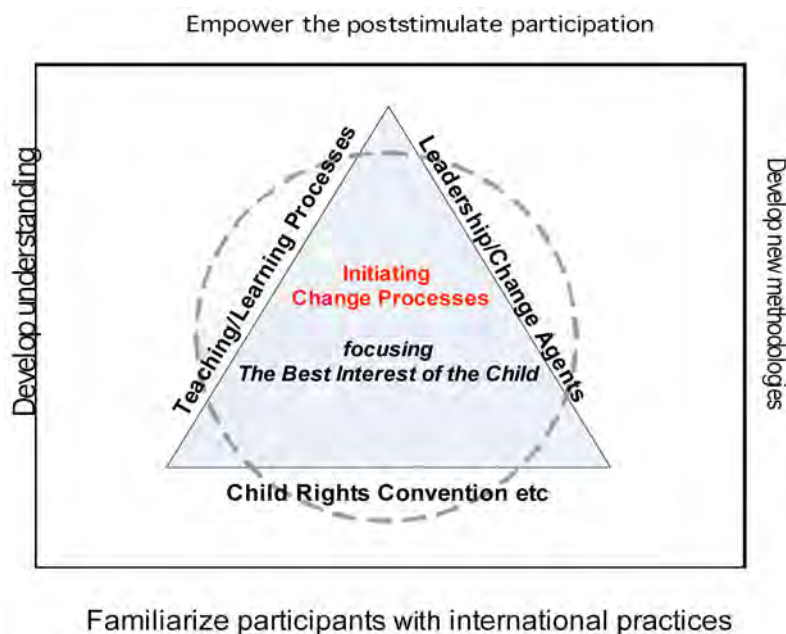 Empower the poststimulate participation
Develop understanding
Teaching/Learning Processes
Leadership/Change Agents
Develop new methodologies
Initiating
Change Processes
focusing
The Best Interest of the Child
Child Rights Convention etc
Familiarize participants with international practices